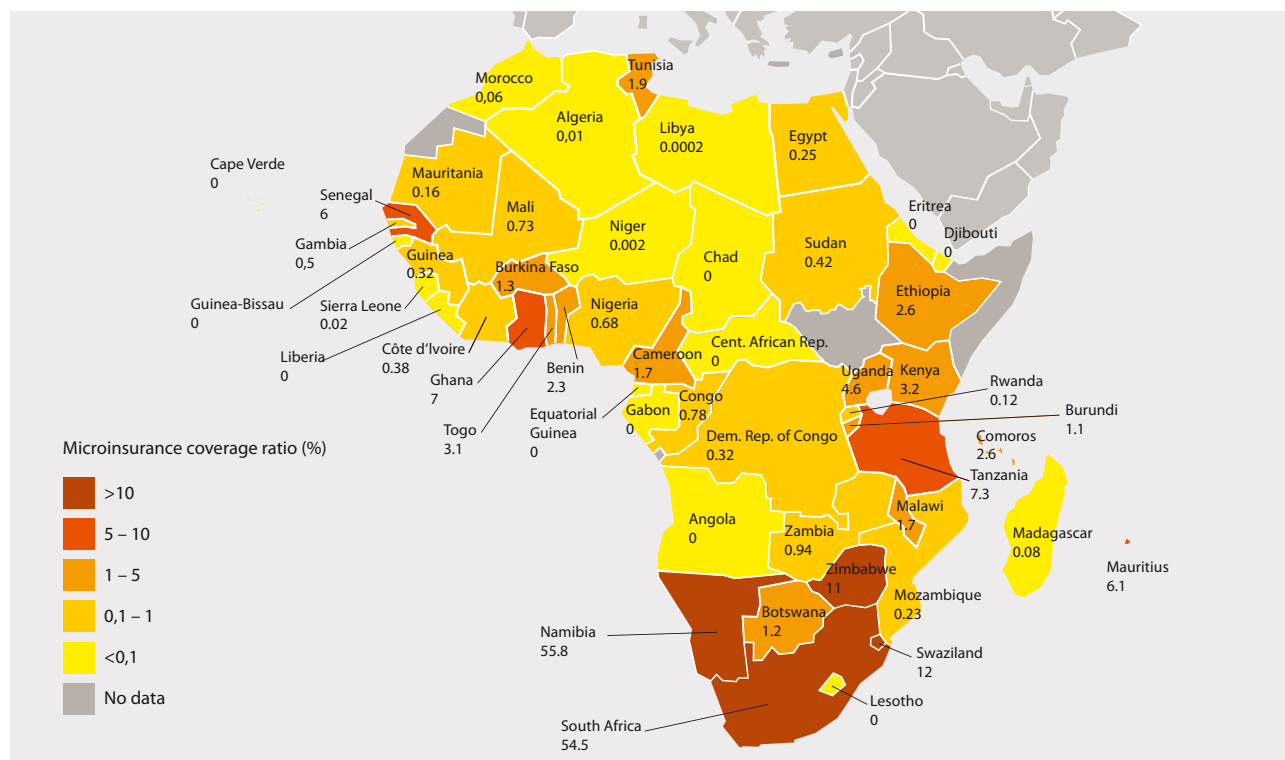 Tunisia
1.9
Morocco
0,06
Algeria
0,01
Libya
0.0002
Egypt
0.25
Cape Verde
0
Mauritania
0.16
Senegal
6
Mali
0.73
Niger
0.002
Chad
0
Sudan
0.42
Eritrea
0
Djibouti
0
Gambia
0,5
Guinea
0.32
Burkina Faso
1.3
Ethiopia
2.6
Guinea-Bissau
0
Sierra Leone
0.02
Nigeria
0.68
Liberia
0
Côte d'Ivoire
0.38
Ghana
7
Benin
2.3
Cameroon
1.7
Cent. African Rep.
0
Uganda
4.6
Kenya
3.2
Rwanda
0.12
Burundi
1.1
Togo
3.1
Equatorial
Guinea
0
Gabon
0
Congo
0.78
Dem. Rep. of Congo
0.32
Comoros
2.6
Tanzania
7.3
Microinsurance coverage ratio (%)
>10
5 – 10
1 – 5
0,1 – 1
<0,1
No data
Angola
0
Zambia
0.94
Malawi
1.7
Madagascar
0.08
Mauritius
6.1
Zimbabwe
11
Mozambique
0.23
Namibia
55.8
Botswana
1.2
Swaziland
12
Lesotho
0
South Africa
54.5